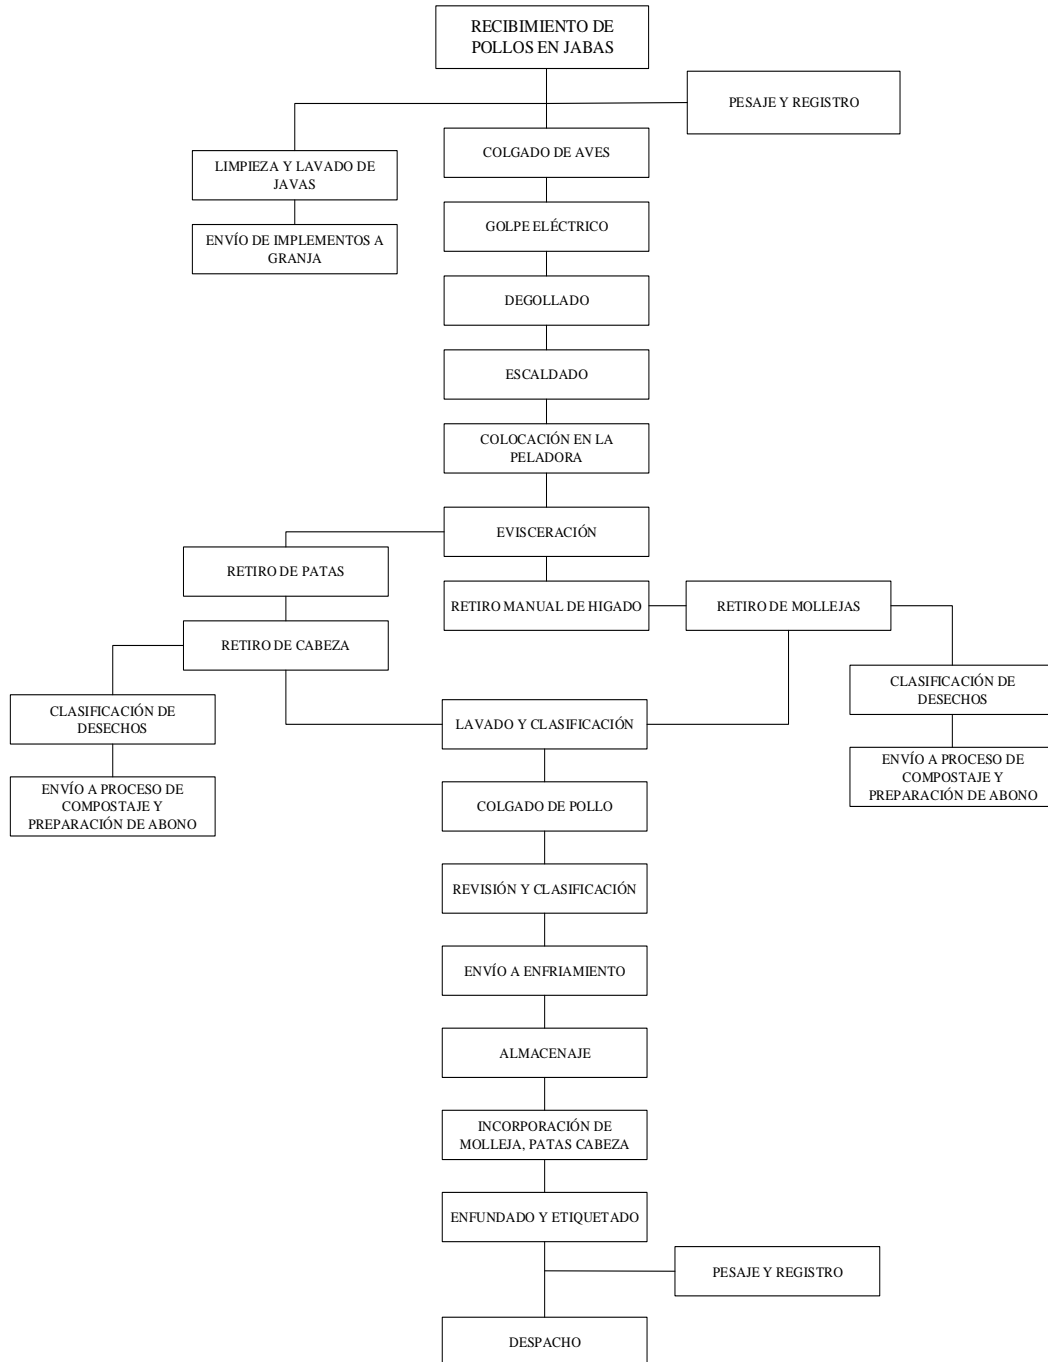 RECIBIMIENTO DE
POLLOS EN JABAS
PESAJE Y REGISTRO
COLGADO DE AVES
LIMPIEZA Y LAVADO DE
JAVAS
GOLPE ELÉCTRICO
ENVÍO DE IMPLEMENTOS A
GRANJA
DEGOLLADO
ESCALDADO
COLOCACIÓN EN LA
PELADORA
EVISCERACIÓN
RETIRO DE PATAS
RETIRO MANUAL DE HIGADO
RETIRO DE MOLLEJAS
RETIRO DE CABEZA
CLASIFICACIÓN DE
DESECHOS
CLASIFICACIÓN DE
DESECHOS
LAVADO Y CLASIFICACIÓN
ENVÍO A PROCESO DE
COMPOSTAJE Y
PREPARACIÓN DE ABONO
ENVÍO A PROCESO DE
COMPOSTAJE Y
PREPARACIÓN DE ABONO
COLGADO DE POLLO
REVISIÓN Y CLASIFICACIÓN
ENVÍO A ENFRIAMIENTO
ALMACENAJE
INCORPORACIÓN DE
MOLLEJA, PATAS CABEZA
ENFUNDADO Y ETIQUETADO
PESAJE Y REGISTRO
DESPACHO